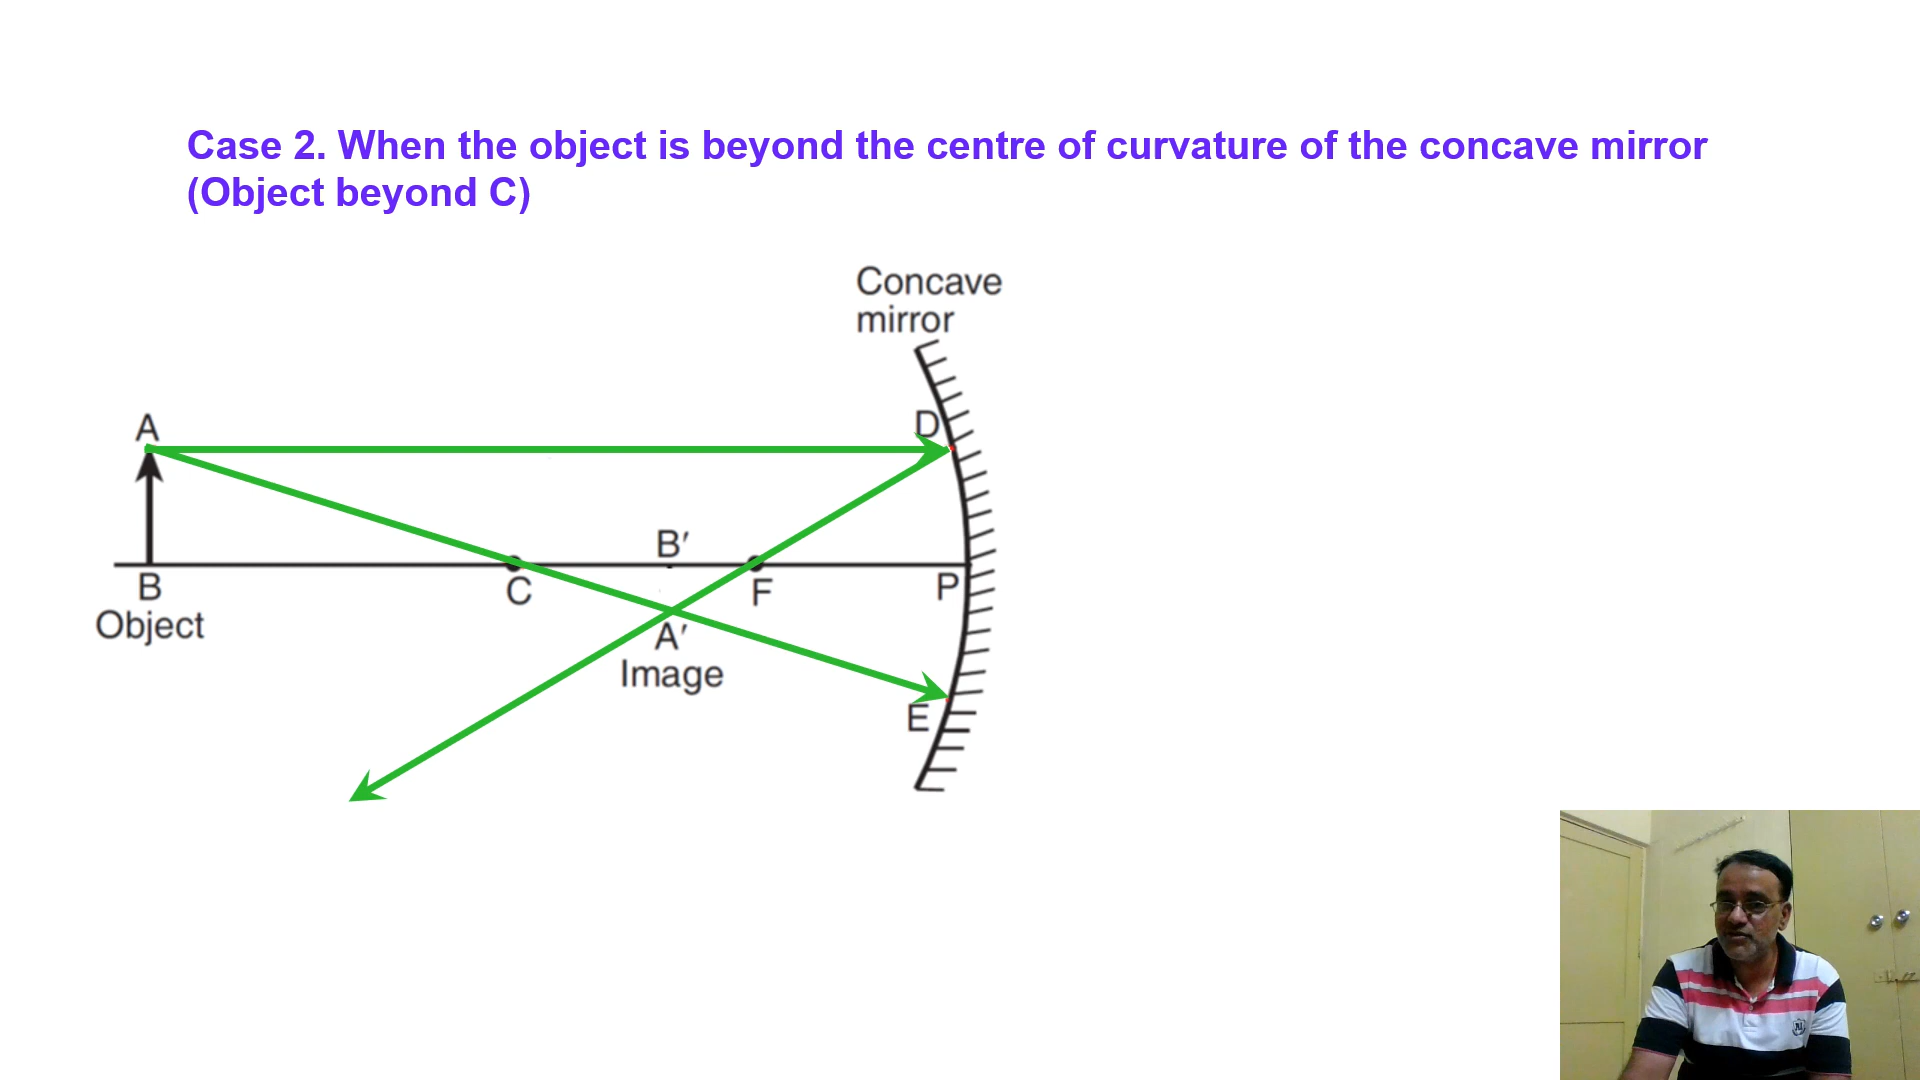 Case 2. When the object is beyond the centre of curvature of the concave mirror
(Object beyond C)
Concave
mirror
A
D
B′
B
C
F
P
Object
A′
Image
E